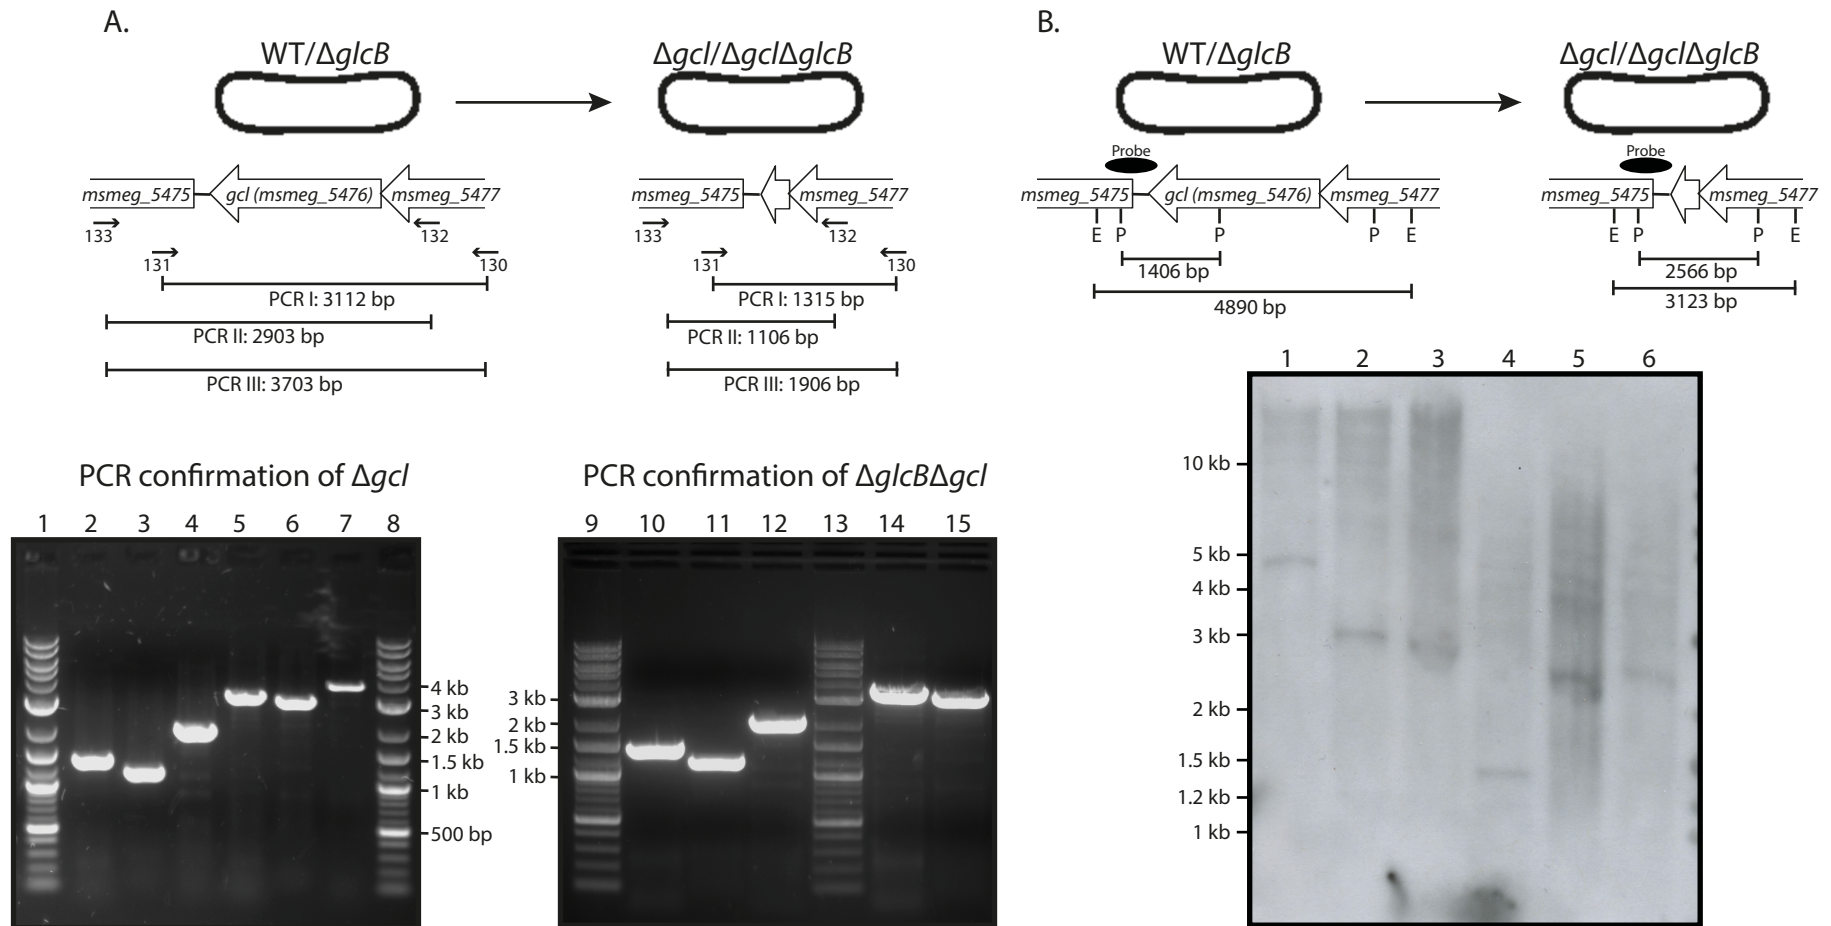 A.
WT/ΔglcB
Δgcl/ΔgclΔglcB
msmeg_5475
gcl (msmeg_5476)
msmeg_5477
133
132
131
130
PCR I: 3112 bp
PCR II: 2903 bp
PCR III: 3703 bp
msmeg_5475
msmeg_5477
133
132
131
130
PCR I: 1315 bp
PCR II: 1106 bp
PCR III: 1906 bp
PCR confirmation of Δgcl
1 2 3 4 5 6 7 8
4 kb
3 kb
2 kb
1.5 kb
1 kb
500 bp
PCR confirmation of ΔglcBΔgcl
9 10 11 12 13 14 15
3 kb
2 kb
1.5 kb
1 kb
B.
WT/ΔglcB
Δgcl/ΔgclΔglcB
Probe
msmeg_5475
gcl (msmeg_5476)
msmeg_5477
E P P P E
1406 bp
4890 bp
Probe
msmeg_5475
msmeg_5477
E P P E
2566 bp
3123 bp
1 2 3 4 5 6
10 kb
5 kb
4 kb
3 kb
2 kb
1.5 kb
1.2 kb
1 kb